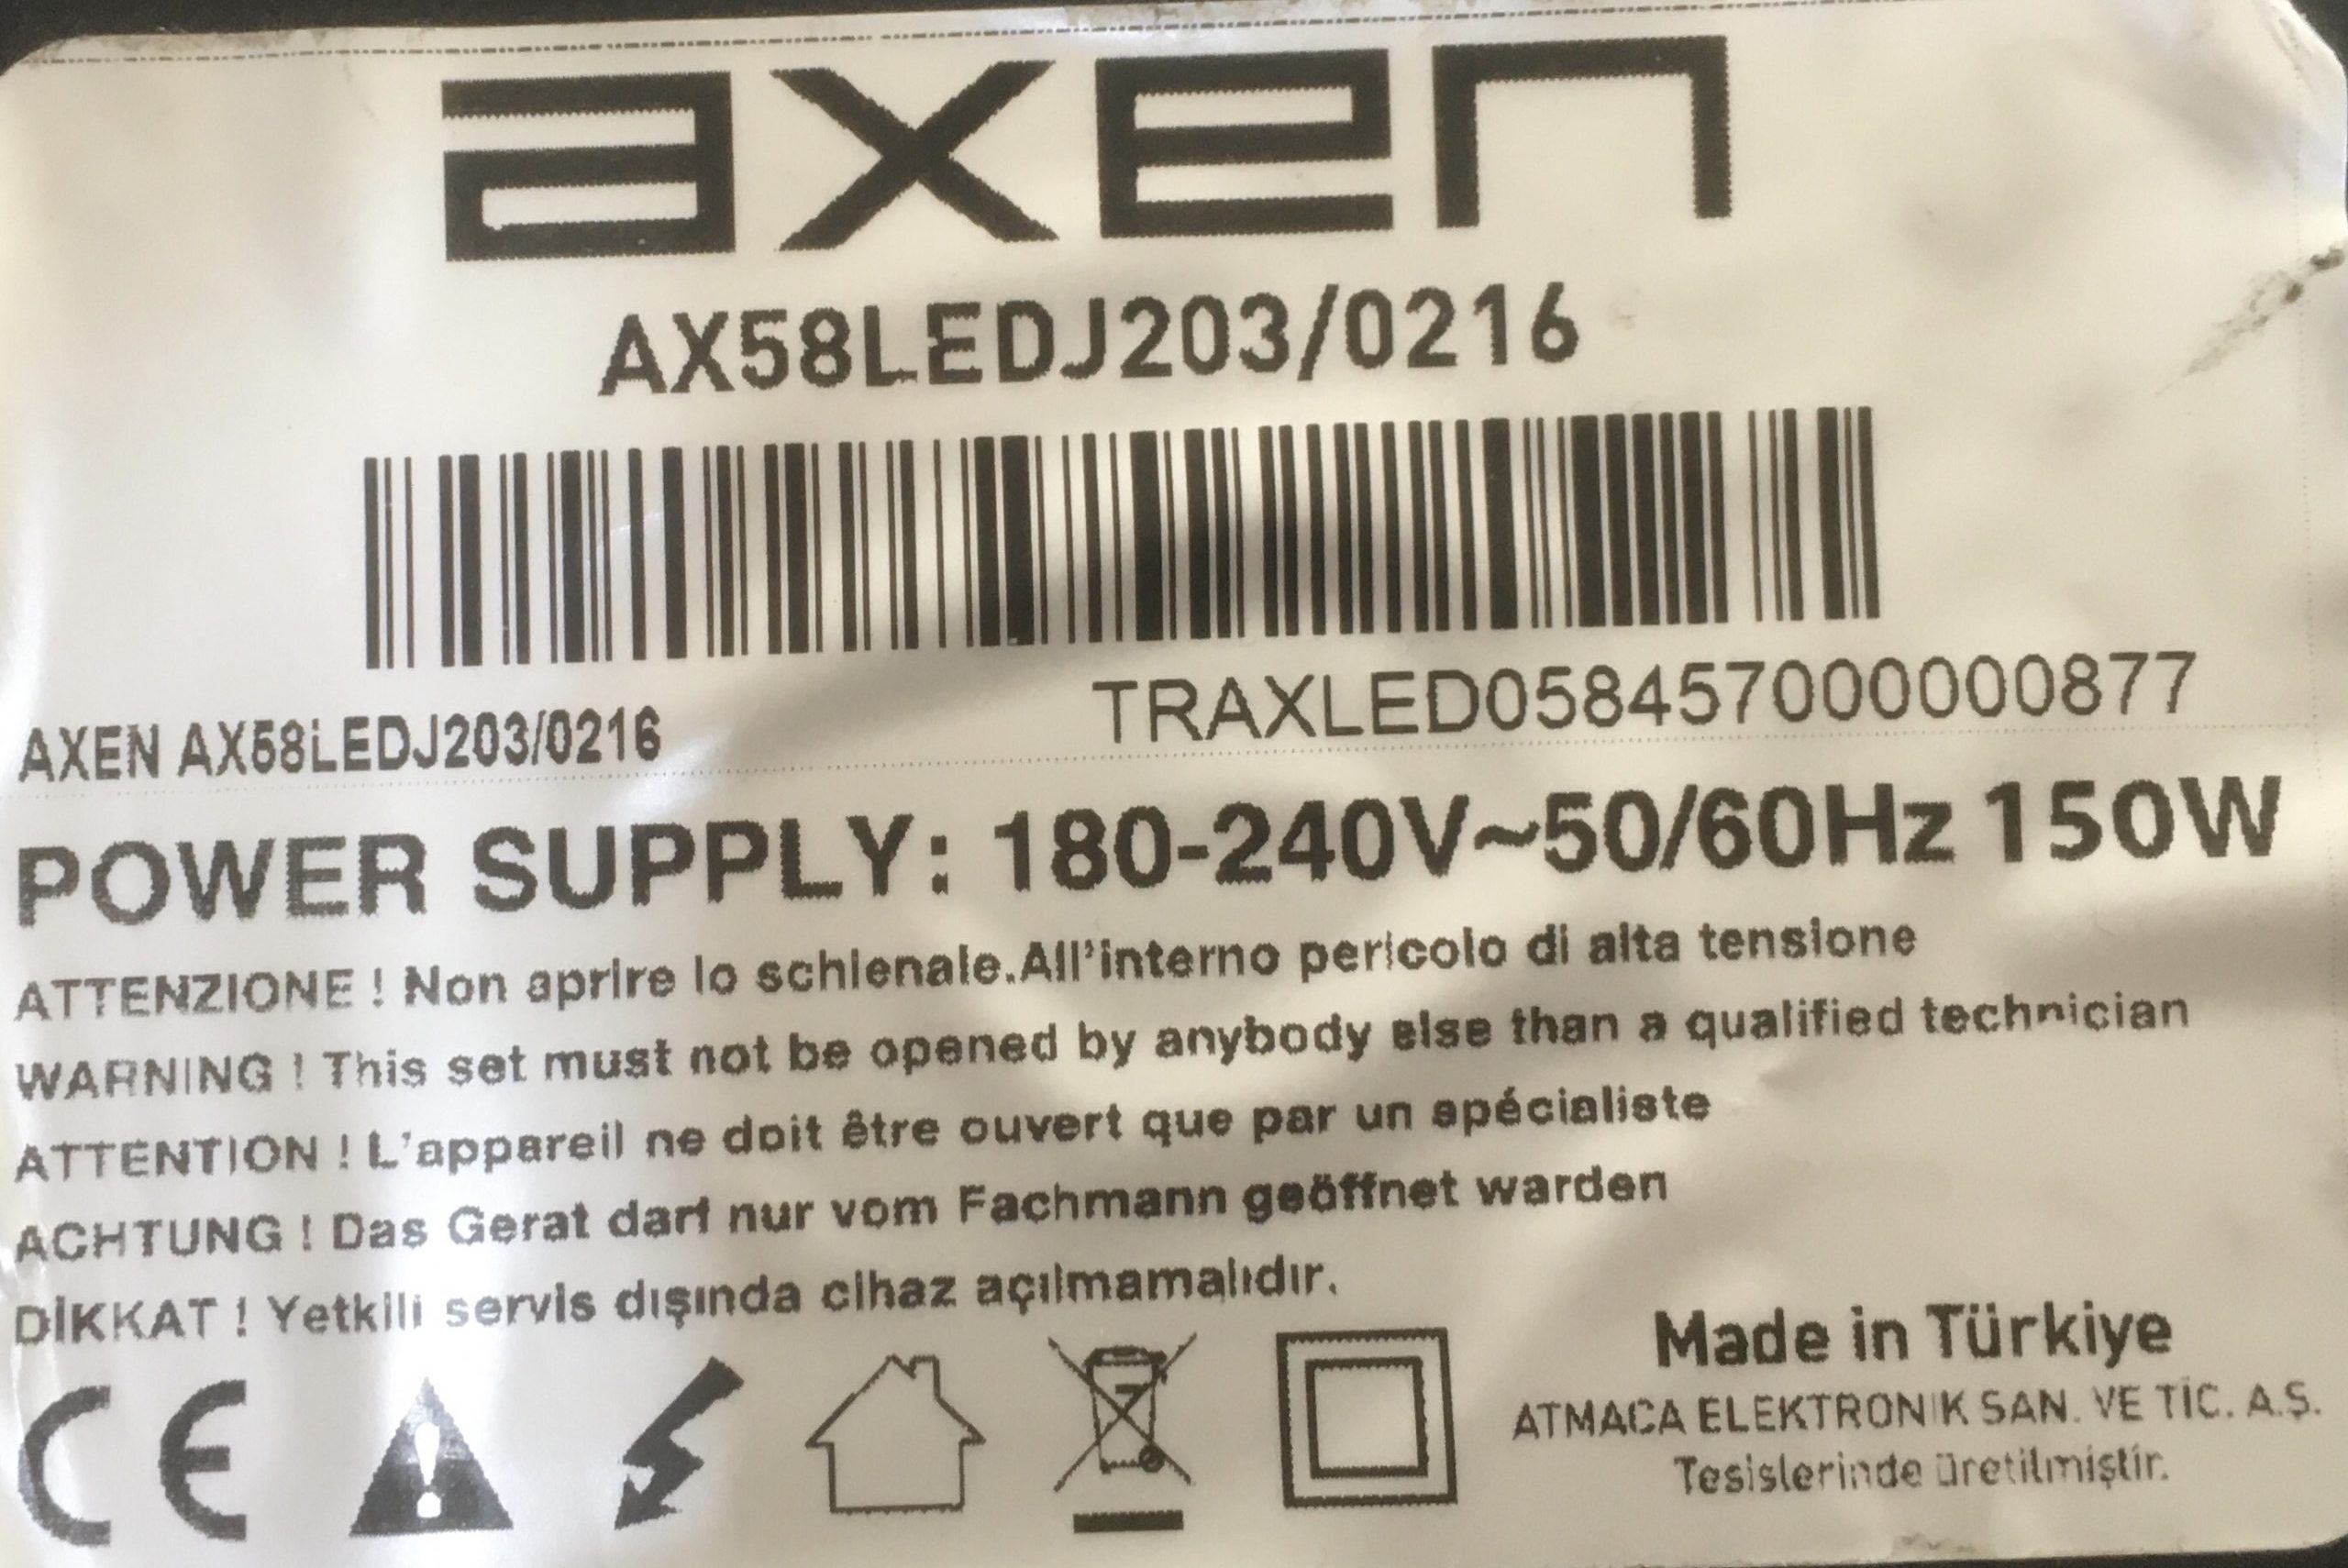 axen
AX58LEDJ203/0216
AXEN AX58LEDJ203/0216
TRAXLED058457000000877
POWER SUPPLY: 180-240V~50/60Hz 150W
ATTENZIONE ! Non aprire lo schienale.All'interno pericolo di alta tensione
WARNING ! This set must not be opened by anybody else than a qualified technician
ATTENTION ! L'appareil ne doit être ouvert que par un spécialiste
ACHTUNG ! Das Gerat darf nur vom Fachmann geöffnet warden
DİKKAT ! Yetkili servis dışında cihaz açılmamalıdır.
CE
Made in Türkiye
ATMACA ELEKTRONIK SAN. VE TİC. A.Ş.
Tesislerinde üretilmiştir.